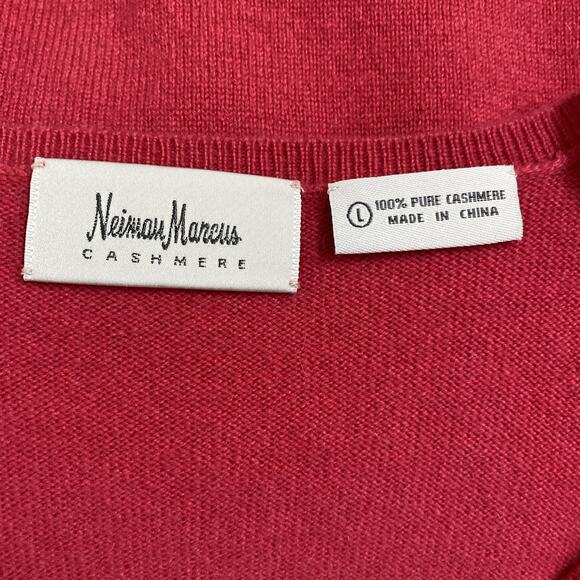 Neiman Marcus
CASHMERE
L 100% PURE CASHMERE
MADE IN CHINA